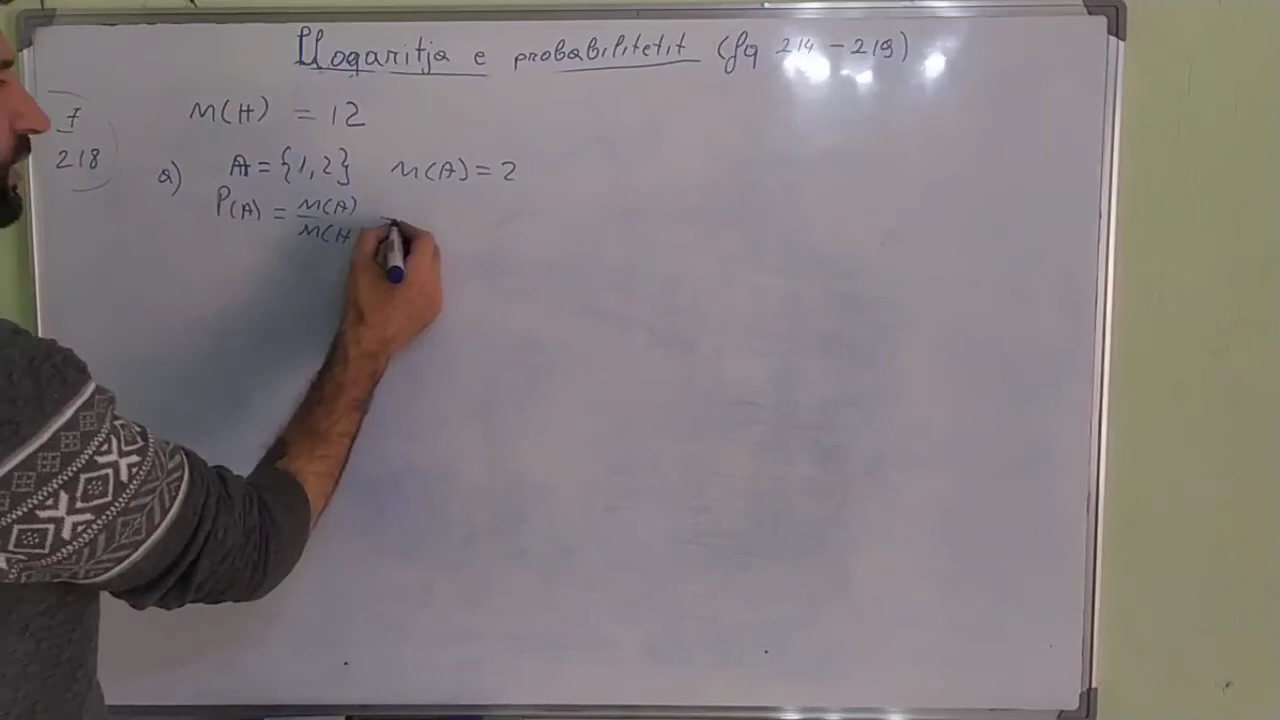 Llogaritja e probabilitetit (fq 214-219)
7
218
n(H) = 12
a) A = {1,2} n(A) = 2
P(A) = n(A)
n(H